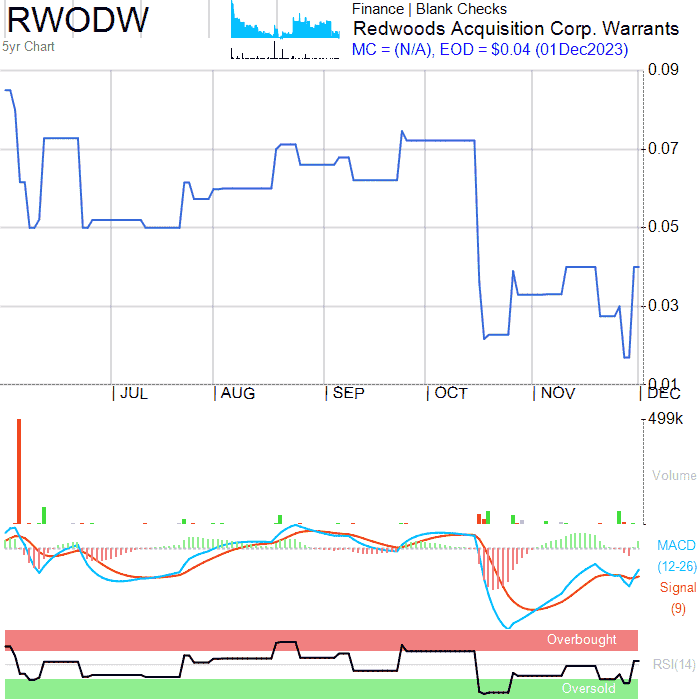 RWODW
5yr Chart
Finance | Blank Checks
Redwoods Acquisition Corp. Warrants
MC = (N/A), EOD = $0.04 (01Dec2023)
0.09
0.07
0.05
0.03
0.01
JUL
AUG
SEP
OCT
NOV
DEC
499k
Volume
MACD
(12-26)
Signal
(9)
Overbought
RSI(14)
Oversold